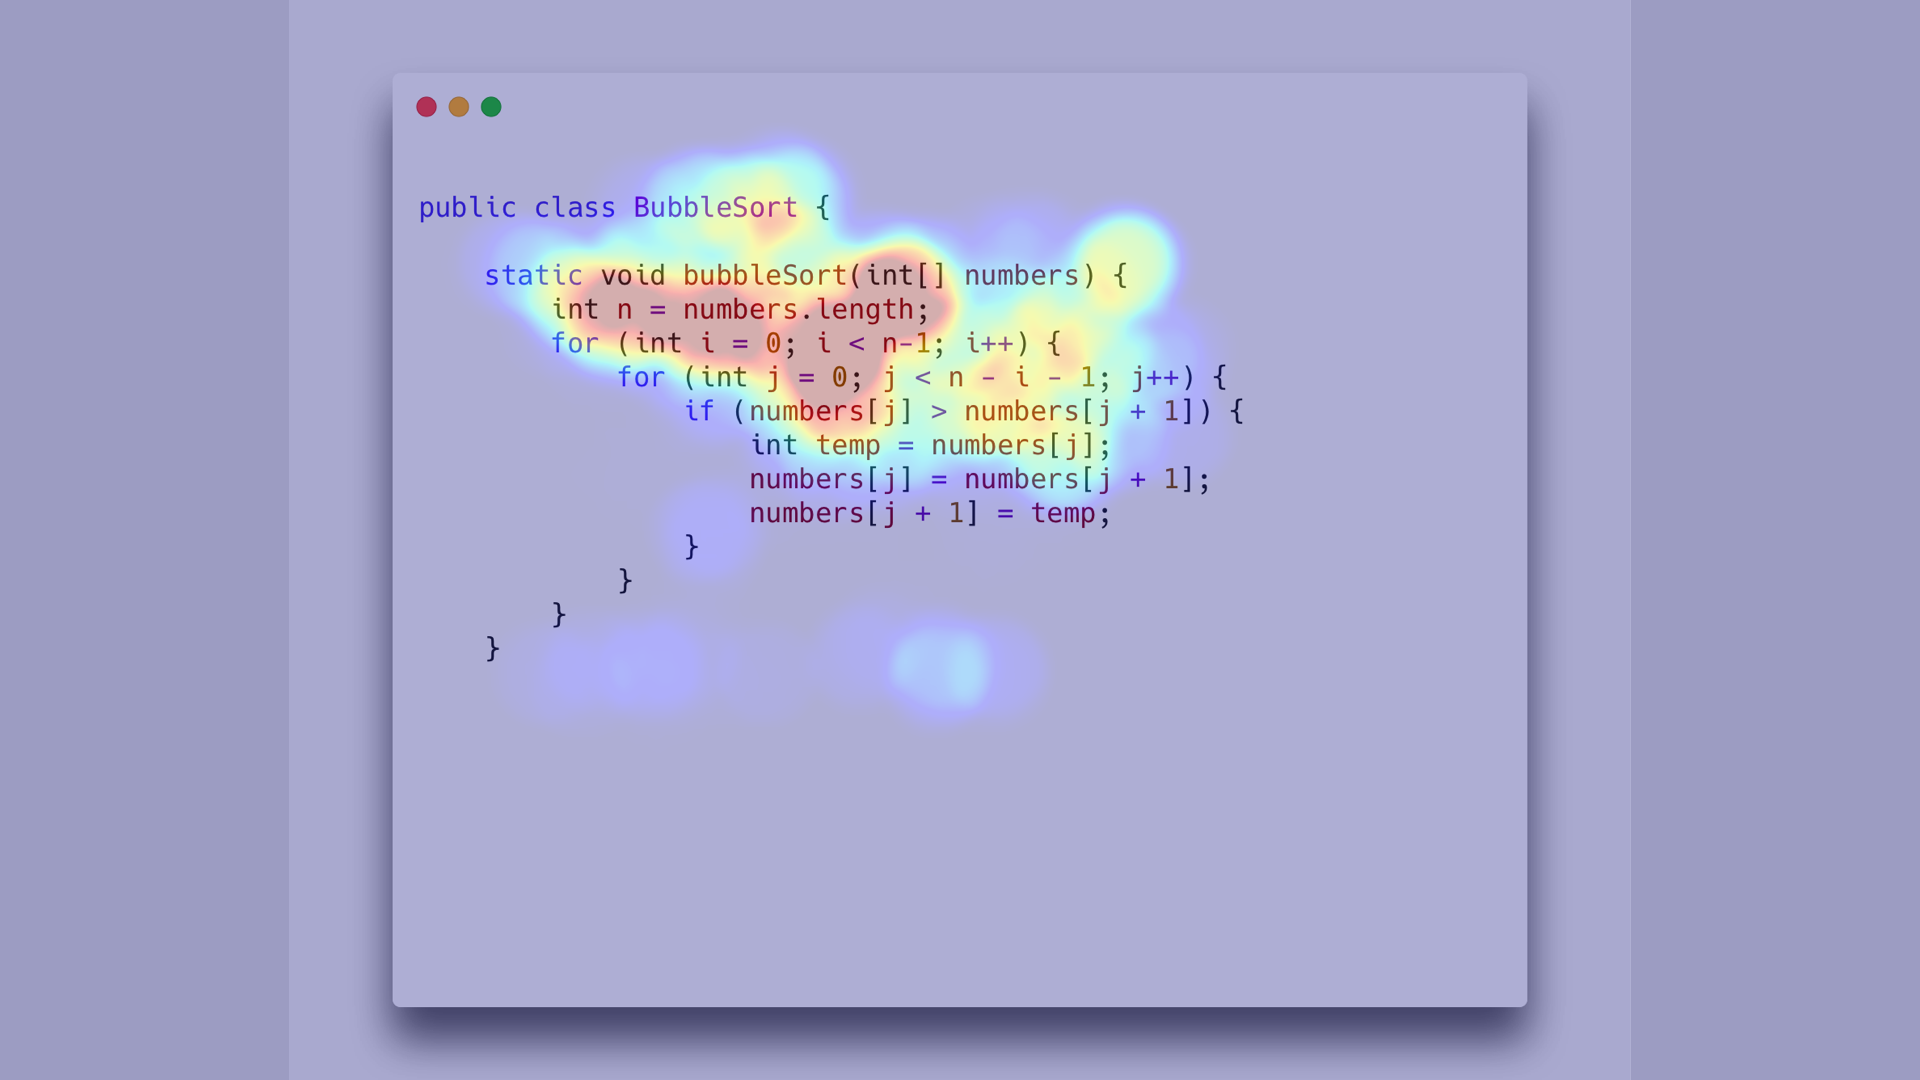 public class BubbleSort {
static void bubbleSort(int[] numbers) {
int n = numbers.length;
for (int i = 0; i < n-1; i++) {
for (int j = 0; j < n - i - 1; j++) {
if (numbers[j] > numbers[j + 1]) {
int temp = numbers[j];
numbers[j] = numbers[j + 1];
numbers[j + 1] = temp;
}
}
}
}